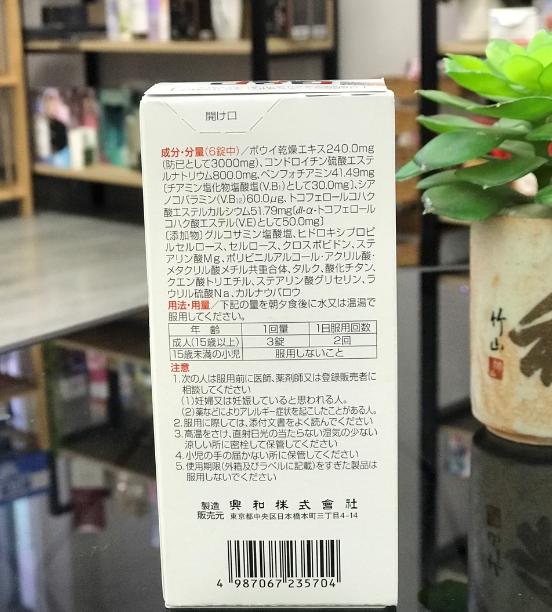 開け口
成分・分量(6錠中)/ボウイ乾燥エキス240.0mg
(防已として3000mg)、コンドロイチン硫酸エステ
ルナトリウム800.0mg、ベンフォチアミン41.49mg
[チアミン塩化物塩酸塩(V.B₁)として30.0mg]、シア
ノコバラミン(V.B₁₂)60.0μg、トコフェロールコハク
酸エステルカルシウム51.79mg[dl-α-トコフェロール
コハク酸エステル(V.E)として50.0mg]
[添加物]グルコサミン塩酸塩、ヒドロキシプロピ
ルセルロース、セルロース、クロスポビドン、ステ
アリン酸Mg、ポリビニルアルコール・アクリル酸・
メタクリル酸メチル共重合体、タルク、酸化チタン、
クエン酸トリエチル、ステアリン酸グリセリン、ラ
ウリル硫酸Na、カルナウバロウ
用法・用量/下記の量を朝夕食後に水又は温湯で
服用してください。
年 齢 1回量 1日服用回数
成人(15歳以上) 3錠 2回
15歳未満の小児 服用しないこと
注意
1.次の人は服用前に医師、薬剤師又は登録販売者に
相談してください
(1)妊婦又は妊娠していると思われる人。
(2)薬などによりアレルギー症状を起こしたことがある人。
2.服用に際しては、添付文書をよく読んでください
3.高温をさけ、直射日光の当たらない湿気の少ない
涼しい所に密栓して保管してください
4.小児の手の届かない所に保管してください
5.使用期限(外箱及びラベルに記載)をすぎた製品は
服用しないでください
製造
販売元 興和株式會社
東京都中央区日本橋本町三丁目4-14
4 987067 235704
竹山